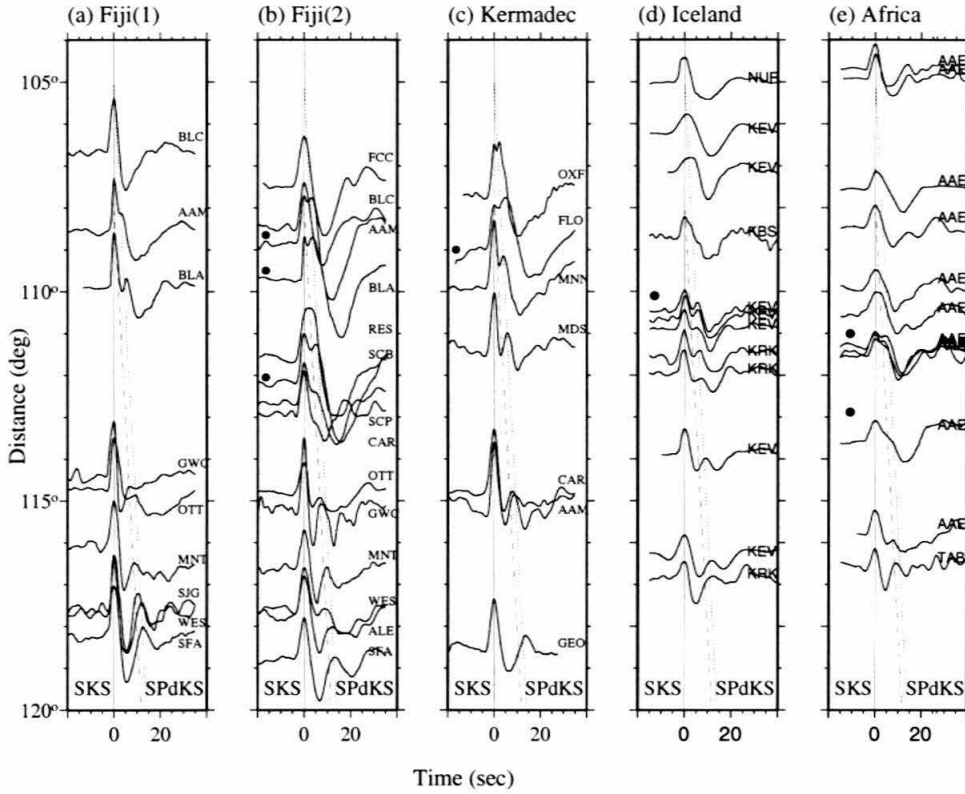 (a) Fiji(1)
(b) Fiji(2)
(c) Kermadec
(d) Iceland
(e) Africa
Distance (deg)
105°
110°
115°
120°
BLC
AAM
BLA
GWC
OTT
MNT
SJG
WES
SFA
SKS SPdKS
0 20
FCC
BLC
AAM
BLA
RES
SCB
SCP
CAR
OTT
GWC
MNT
WES
ALE
SFA
SKS SPdKS
0 20
OXF
FLO
MNN
MDS
CAR
AAM
GEO
SKS SPdKS
0 20
NUE
KEV
KEV
KBS
KEV
KEV
KRK
KRK
KEV
KEV
KRK
SKS SPdKS
0 20
AAE
AAE
AAE
AAE
AAE
AAE
AAE
AAE
AAE
TAB
SKS SPdKS
0 20
Time (sec)